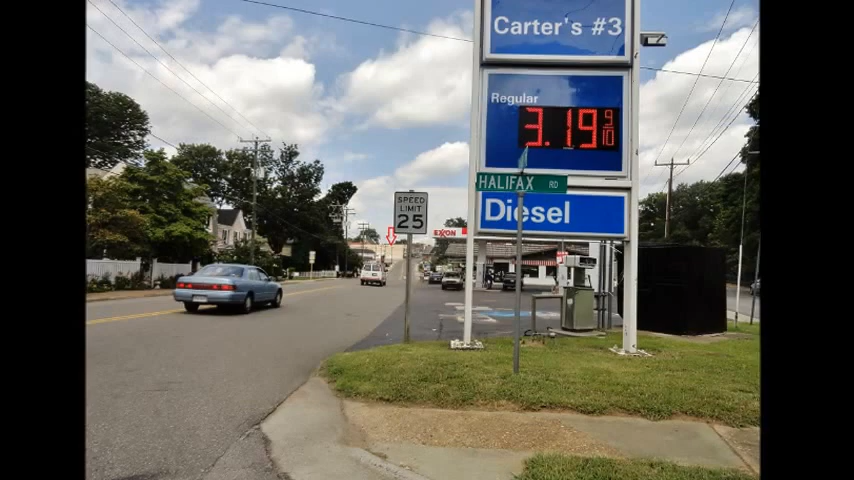 Carter's #3
Regular
3.19 9/10
HALIFAX RD
Diesel
SPEED
LIMIT
25
EXXON